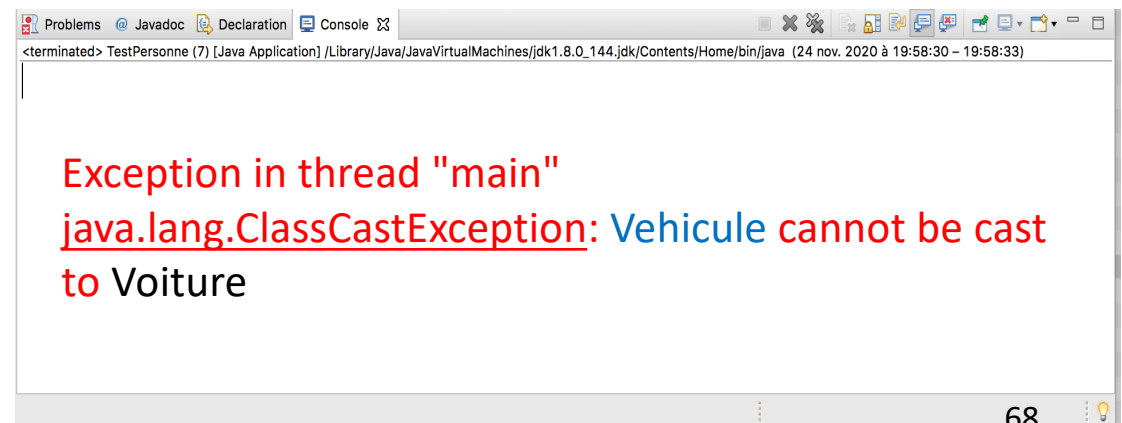 Problems @ Javadoc Declaration Console
<terminated> TestPersonne (7) [Java Application] /Library/Java/JavaVirtualMachines/jdk1.8.0_144.jdk/Contents/Home/bin/java (24 nov. 2020 à 19:58:30 – 19:58:33)
Exception in thread "main"
java.lang.ClassCastException: Vehicule cannot be cast
to Voiture
68